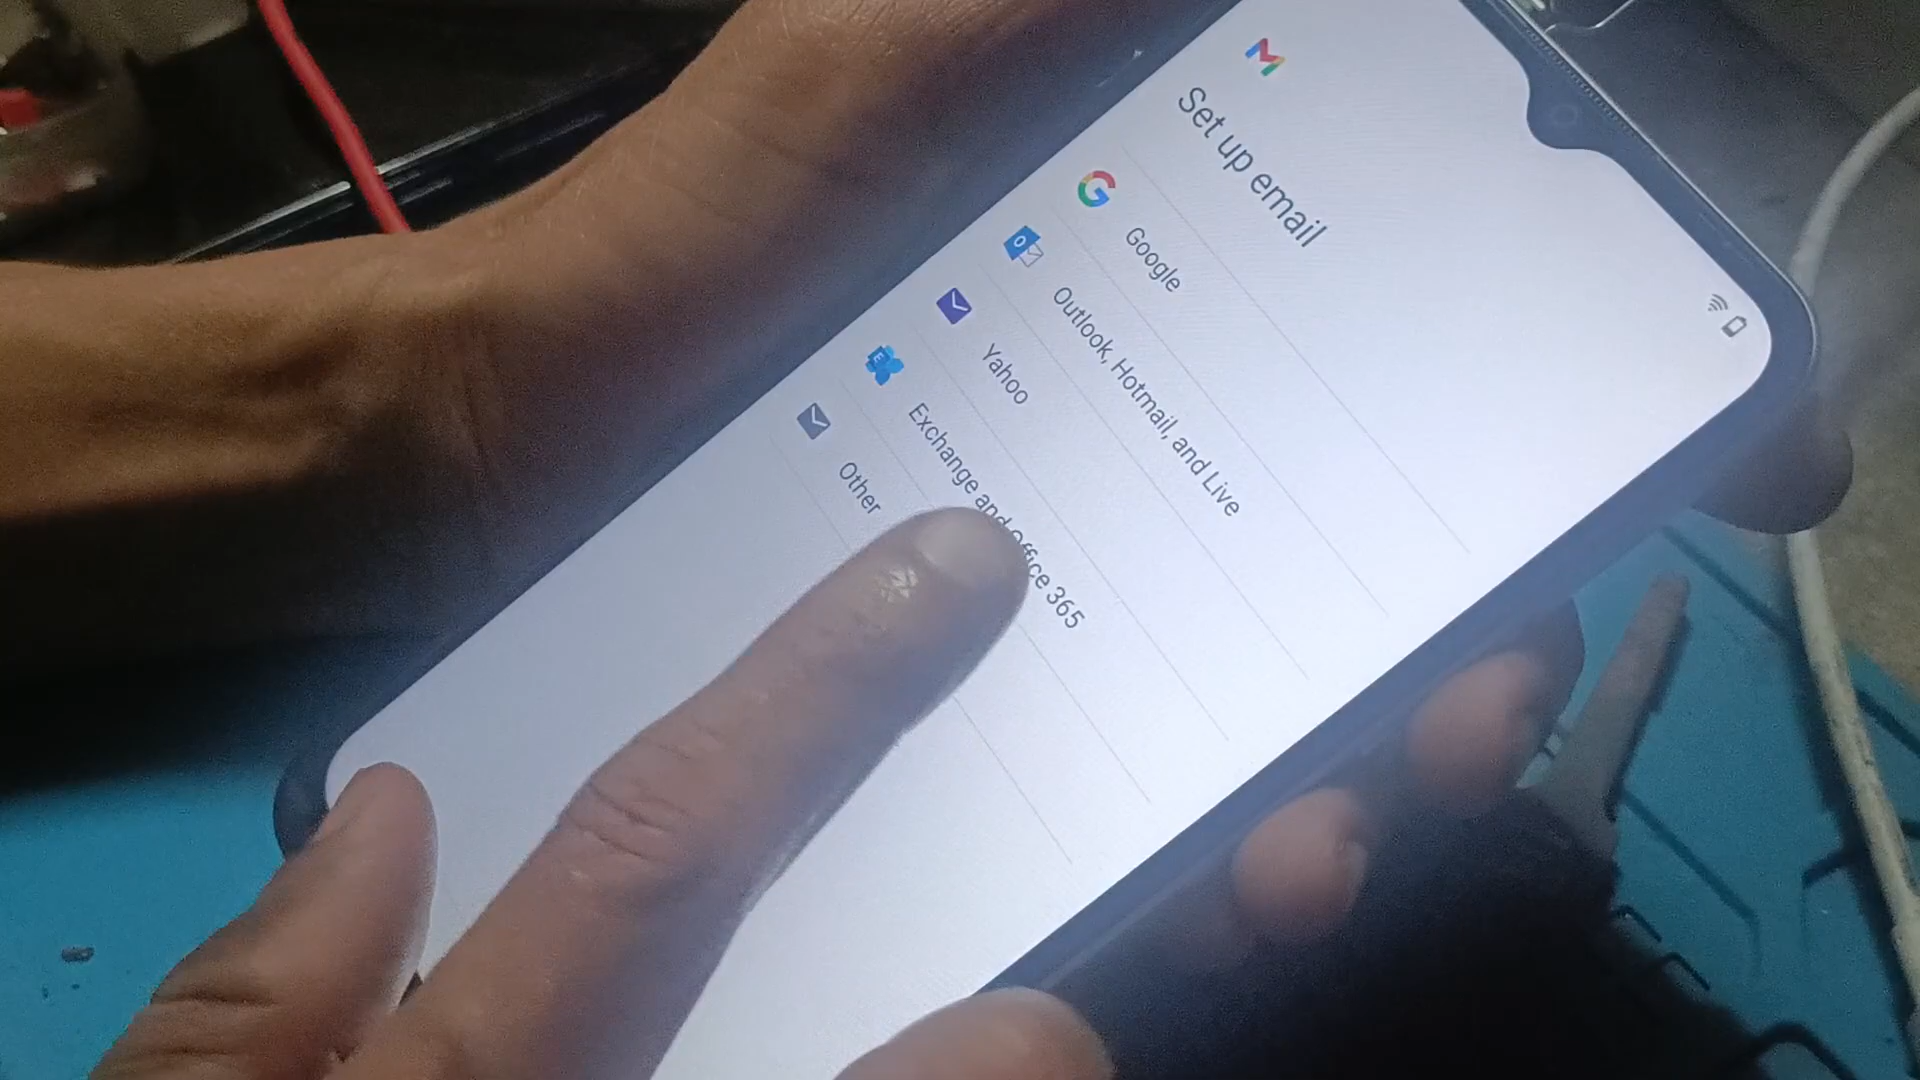 Set up email
Google
Outlook, Hotmail, and Live
Yahoo
Exchange and Office 365
Other